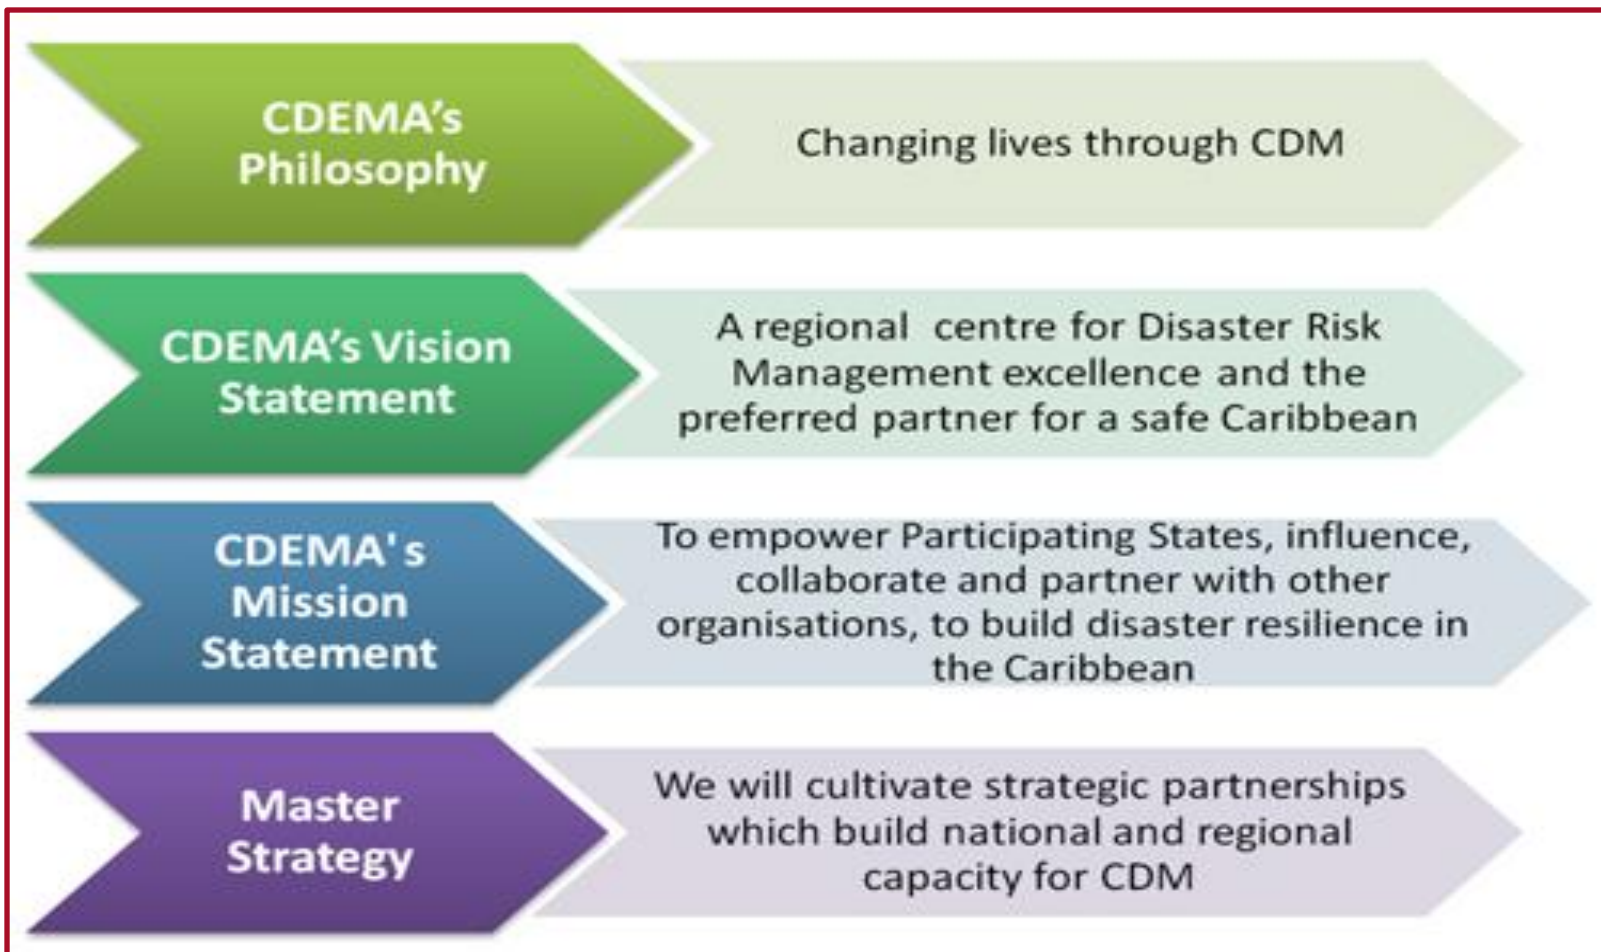 CDEMA’s
Philosophy
Changing lives through CDM
CDEMA’s Vision
Statement
A regional centre for Disaster Risk
Management excellence and the
preferred partner for a safe Caribbean
CDEMA's
Mission
Statement
To empower Participating States, influence,
collaborate and partner with other
organisations, to build disaster resilience in
the Caribbean
Master
Strategy
We will cultivate strategic partnerships
which build national and regional
capacity for CDM